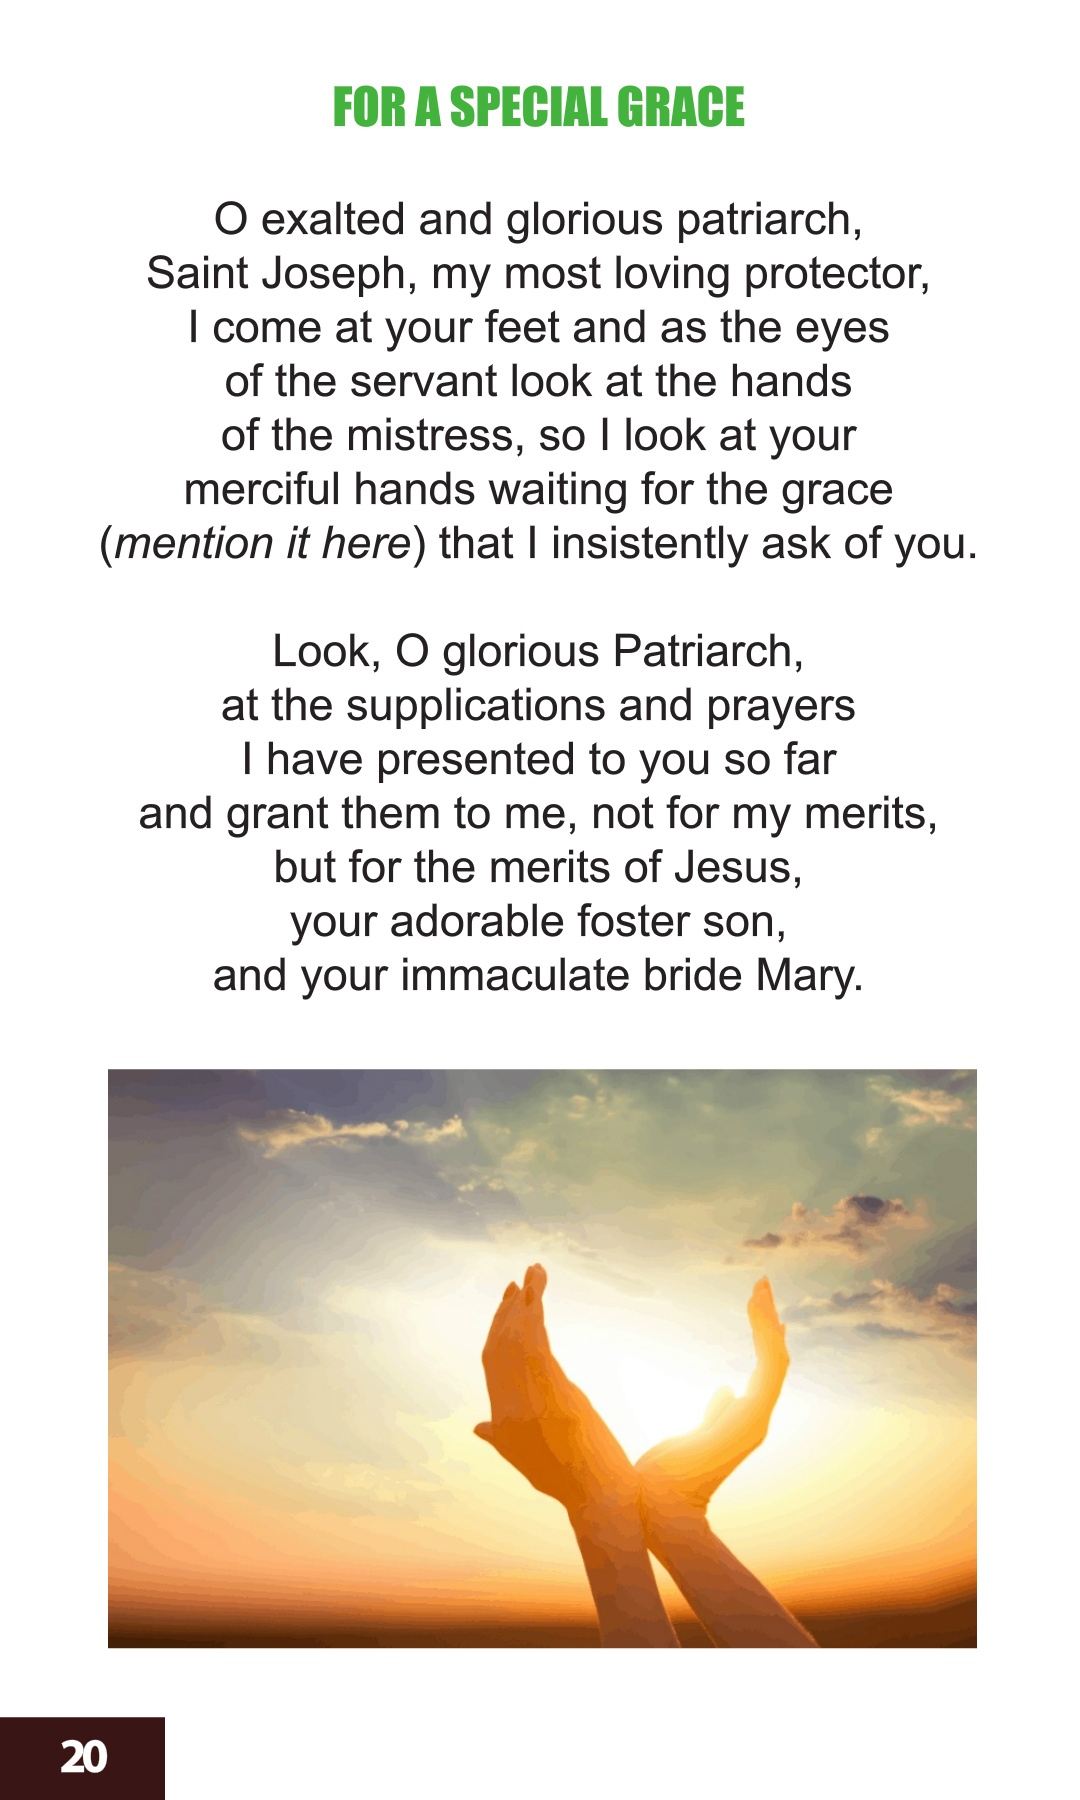 FOR A SPECIAL GRACE
O exalted and glorious patriarch,
Saint Joseph, my most loving protector,
I come at your feet and as the eyes
of the servant look at the hands
of the mistress, so I look at your
merciful hands waiting for the grace
(mention it here) that I insistently ask of you.
Look, O glorious Patriarch,
at the supplications and prayers
I have presented to you so far
and grant them to me, not for my merits,
but for the merits of Jesus,
your adorable foster son,
and your immaculate bride Mary.
20